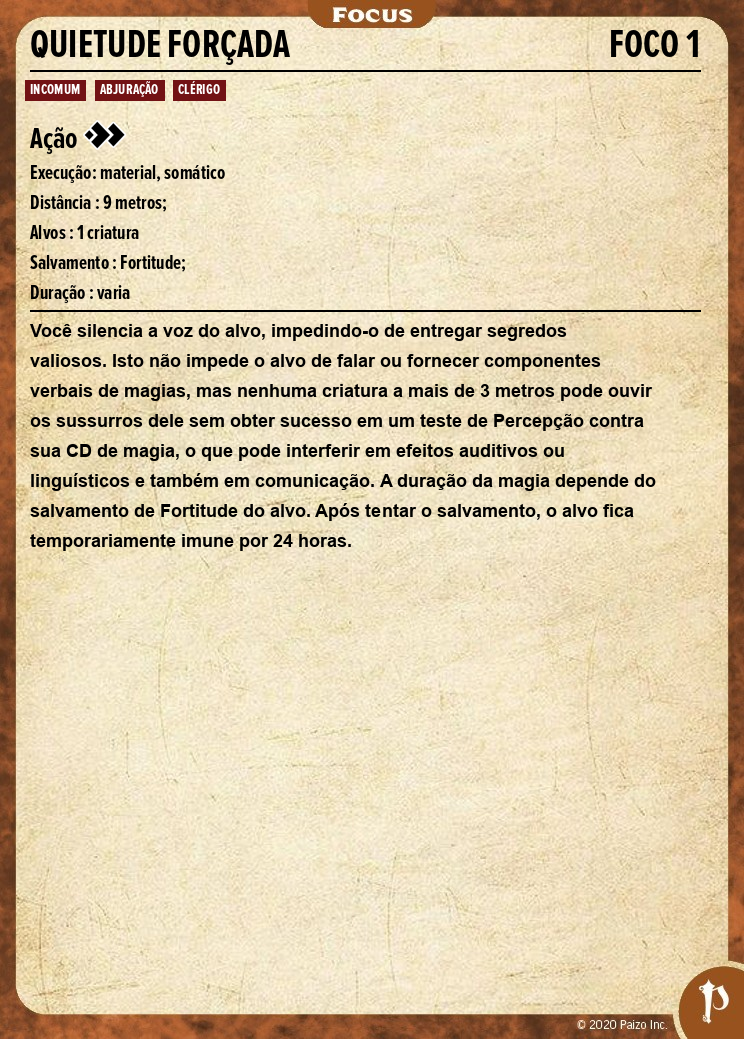 Focus
QUIETUDE FORÇADA FOCO 1
INCOMUM ABJURAÇÃO CLÉRIGO
Ação
Execução: material, somático
Distância : 9 metros;
Alvos : 1 criatura
Salvamento : Fortitude;
Duração : varia
Você silencia a voz do alvo, impedindo-o de entregar segredos
valiosos. Isto não impede o alvo de falar ou fornecer componentes
verbais de magias, mas nenhuma criatura a mais de 3 metros pode ouvir
os sussurros dele sem obter sucesso em um teste de Percepção contra
sua CD de magia, o que pode interferir em efeitos auditivos ou
linguísticos e também em comunicação. A duração da magia depende do
salvamento de Fortitude do alvo. Após tentar o salvamento, o alvo fica
temporariamente imune por 24 horas.
© 2020 Paizo Inc.
P